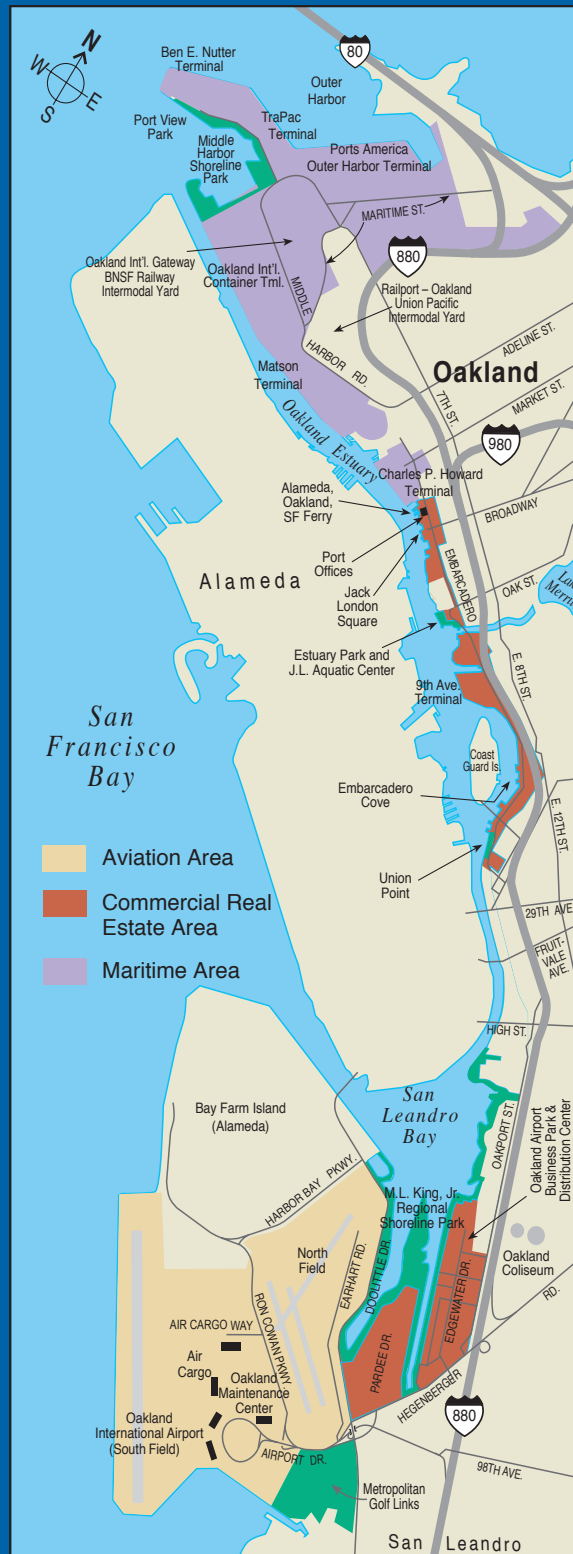 N
W
E
S
80
Ben E. Nutter
Terminal
Outer
Harbor
Port View
Park
TraPac
Terminal
Middle
Harbor
Shoreline
Park
Ports America
Outer Harbor Terminal
MARITIME ST.
880
Oakland Int'l. Gateway
BNSF Railway
Intermodal Yard
Oakland Int'l.
Container Tml.
MIDDLE
HARBOR RD.
Railport – Oakland
Union Pacific
Intermodal Yard
ADELINE ST.
Matson
Terminal
Oakland
7TH ST.
MARKET ST.
980
Oakland Estuary
Charles P. Howard
Terminal
Alameda,
Oakland,
SF Ferry
BROADWAY
Port
Offices
EMBARCADERO
Alameda
Jack
London
Square
OAK ST.
Estuary Park and
J.L. Aquatic Center
E. 8TH ST.
9th Ave.
Terminal
San
Francisco
Bay
Coast
Guard Is.
Embarcadero
Cove
E. 12TH ST.
Aviation Area
Commercial Real
Estate Area
Maritime Area
Union
Point
29TH AVE.
FRUIT-
VALE
AVE.
HIGH ST.
San
Leandro
Bay
Bay Farm Island
(Alameda)
OAKPORT ST.
Oakland Airport
Business Park &
Distribution Center
HARBOR BAY PKWY.
M.L. King, Jr.
Regional
Shoreline Park
North
Field
EARHART RD.
DOOLITTLE DR.
EDGEWATER DR.
Oakland
Coliseum
RON COWAN PKWY
AIR CARGO WAY
PARDEE DR.
HEGENBERGER
RD.
Air
Cargo
Oakland
Maintenance
Center
880
Oakland
International Airport
(South Field)
AIRPORT DR.
98TH AVE.
Metropolitan
Golf Links
San Leandro